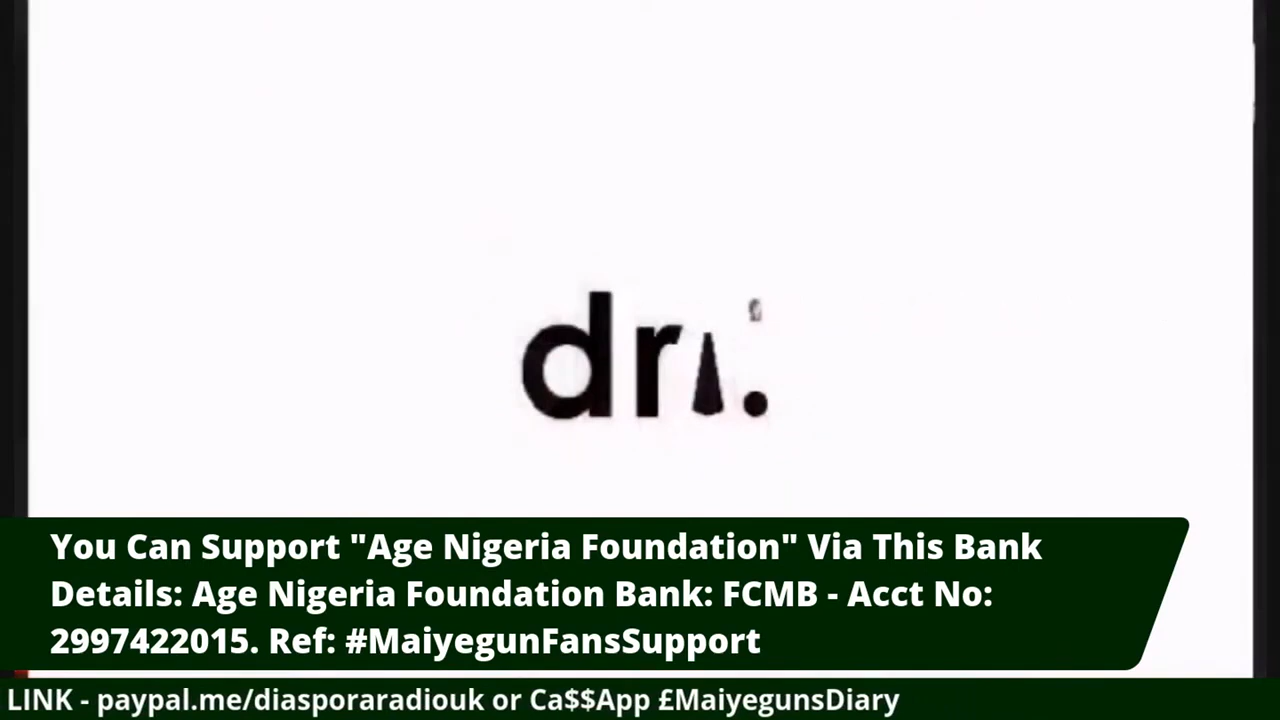 dr
You Can Support "Age Nigeria Foundation" Via This Bank
Details: Age Nigeria Foundation Bank: FCMB - Acct No:
2997422015. Ref: #MaiyegunFansSupport
LINK - paypal.me/diasporaradiouk or Ca$$App £MaiyegunsDiary